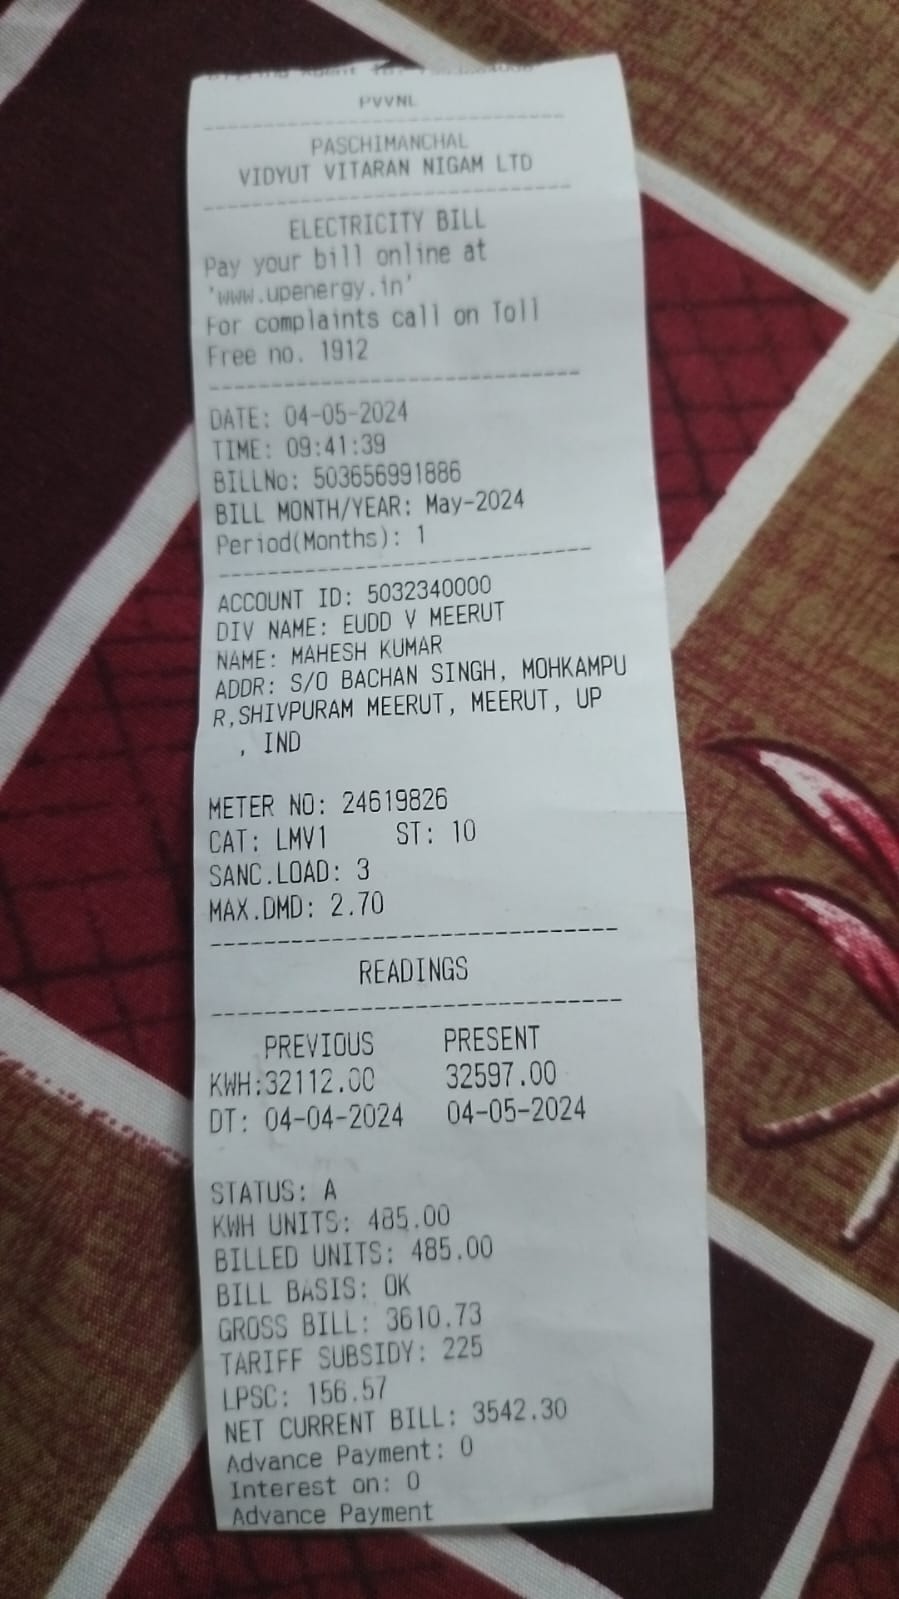 PVVNL
------------------------------
PASCHIMANCHAL
VIDYUT VITARAN NIGAM LTD
------------------------------
ELECTRICITY BILL
Pay your bill online at
'www.upenergy.in'
For complaints call on Toll
Free no. 1912
------------------------------
DATE: 04-05-2024
TIME: 09:41:39
BILLNo: 503656991886
BILL MONTH/YEAR: May-2024
Period(Months): 1
------------------------------
ACCOUNT ID: 5032340000
DIV NAME: EUDD V MEERUT
NAME: MAHESH KUMAR
ADDR: S/O BACHAN SINGH, MOHKAMPU
R,SHIVPURAM MEERUT, MEERUT, UP
, IND
METER NO: 24619826
CAT: LMV1 ST: 10
SANC.LOAD: 3
MAX.DMD: 2.70
------------------------------
READINGS
------------------------------
PREVIOUS PRESENT
KWH:32112.00 32597.00
DT: 04-04-2024 04-05-2024
STATUS: A
KWH UNITS: 485.00
BILLED UNITS: 485.00
BILL BASIS: OK
GROSS BILL: 3610.73
TARIFF SUBSIDY: 225
LPSC: 156.57
NET CURRENT BILL: 3542.30
Advance Payment: 0
Interest on: 0
Advance Payment